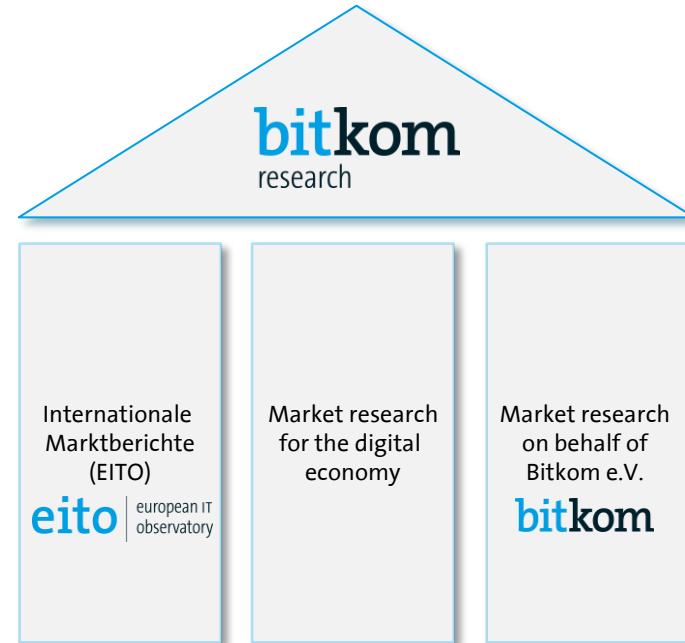 bitkom
research
Internationale
Marktberichte
(EITO)
eito european IT
observatory
Market research
for the digital
economy
Market research
on behalf of
Bitkom e.V.
bitkom